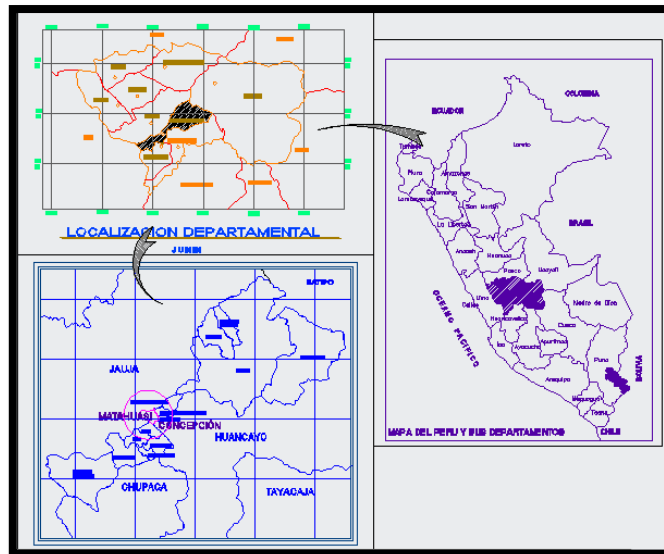 LOCALIZACION DEPARTAMENTAL
JUNIN
SATIPO
JAUJA
MATAHUASI
CONCEPCIÓN
HUANCAYO
CHUPACA
TAYACAJA
COLOMBIA
ECUADOR
Tumbes
Loreto
Piura
Amazonas
Lambayeque
Cajamarca
San Martin
La Libertad
BRASIL
Ancash
Huanuco
Pasco
Ucayali
Lima
Callao
Madre de Dios
OCEANO PACIFICO
Huancavelica
Cusco
Ica
Ayacucho
Apurimac
Puno
BOLIVIA
Arequipa
Moquegua
Tacna
MAPA DEL PERU Y SUS DEPARTAMENTOS
CHILE